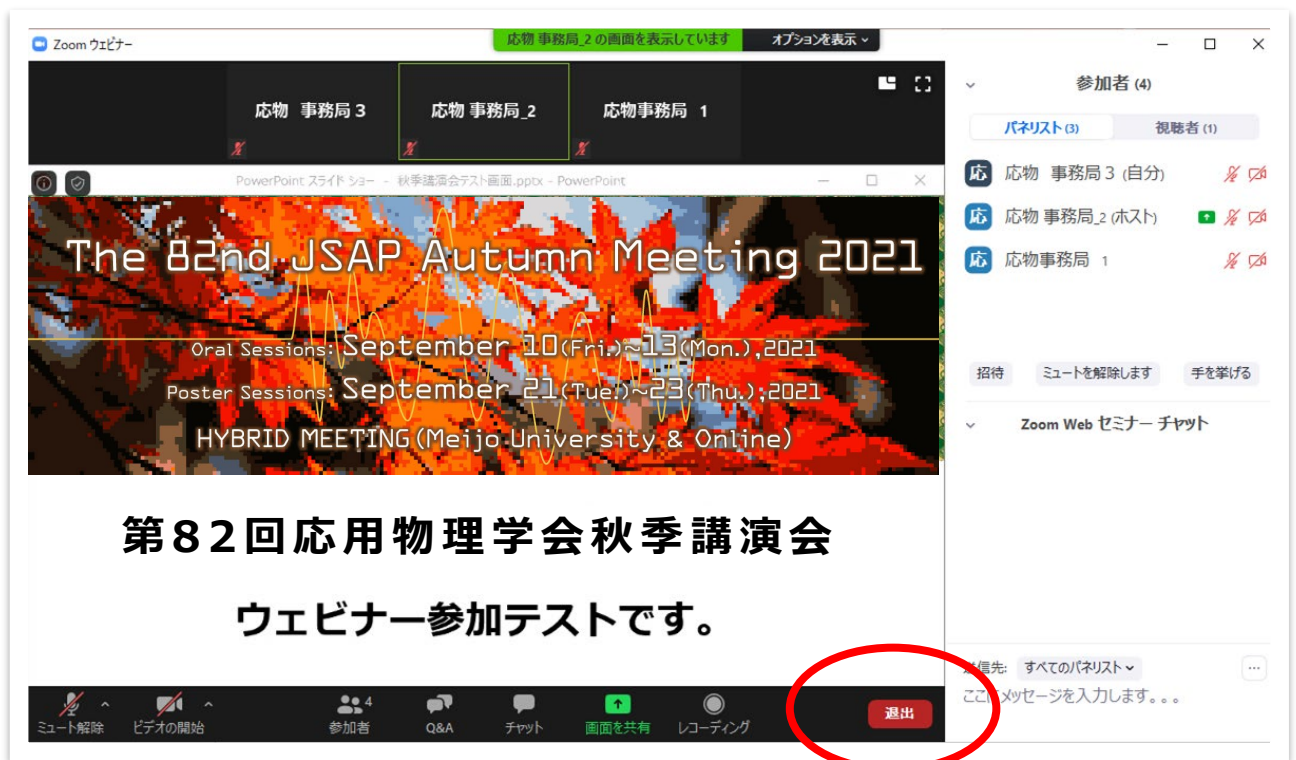 Zoom ウェビナー
応物 事務局_2 の画面を表示しています
オプションを表示
応物 事務局 3
応物 事務局_2
応物事務局 1
PowerPoint スライド ショー - 秋季講演会テスト画面.pptx - PowerPoint
The 82nd JSAP Autumn Meeting 2021
Oral Sessions: September 10(Fri.)~13(Mon.),2021
Poster Sessions: September 21(Tue.)~23(Thu.),2021
HYBRID MEETING(Meijo University & Online)
第82回応用物理学会秋季講演会
ウェビナー参加テストです。
ミュート解除
ビデオの開始
4
参加者
Q&A
チャット
画面を共有
レコーディング
退出
参加者 (4)
パネリスト (3)
視聴者 (1)
応 応物 事務局 3 (自分)
応 応物 事務局_2 (ホスト)
応 応物事務局 1
招待
ミュートを解除します
手を挙げる
Zoom Web セミナー チャット
送信先: すべてのパネリスト
ここにメッセージを入力します。。。